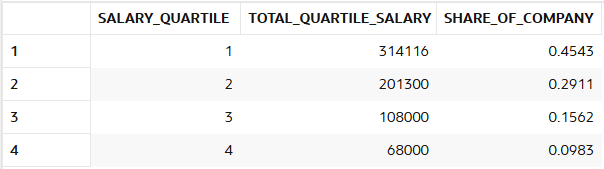 SALARY_QUARTILE TOTAL_QUARTILE_SALARY SHARE_OF_COMPANY
1 1 314116 0.4543
2 2 201300 0.2911
3 3 108000 0.1562
4 4 68000 0.0983